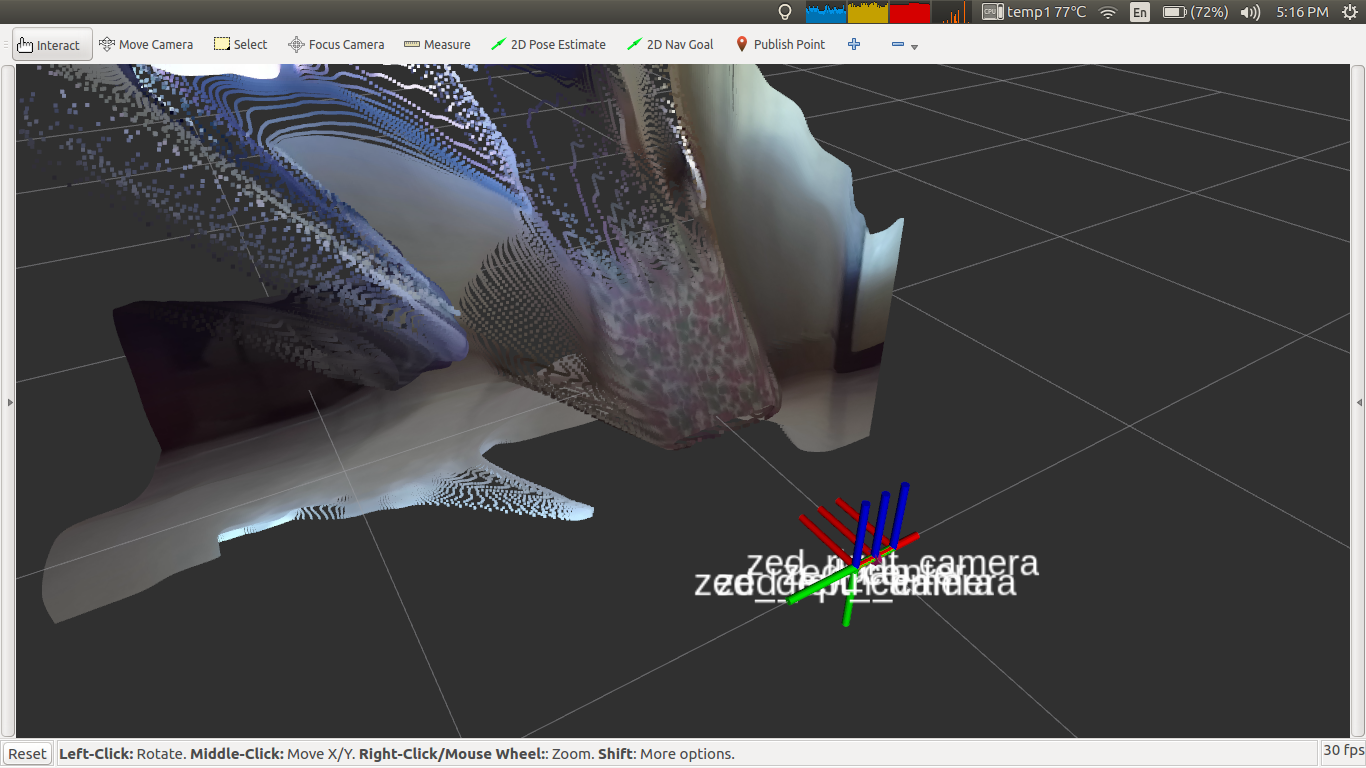 temp1 77°C En (72%) 5:16 PM
Interact Move Camera Select Focus Camera Measure 2D Pose Estimate 2D Nav Goal Publish Point
zed_right_camera
Reset Left-Click: Rotate. Middle-Click: Move X/Y. Right-Click/Mouse Wheel:: Zoom. Shift: More options. 30 fps